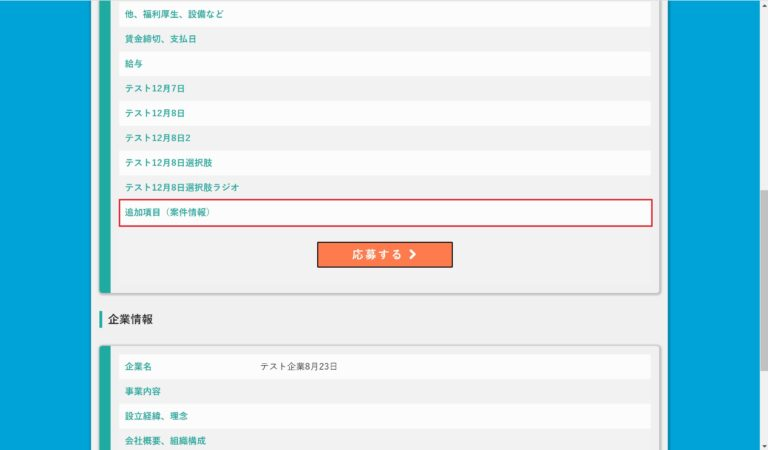 他、福利厚生、設備など
賃金締切、支払日
給与
テスト12月7日
テスト12月8日
テスト12月8日2
テスト12月8日選択肢
テスト12月8日選択肢ラジオ
追加項目（案件情報）
応募する
企業情報
企業名 テスト企業8月23日
事業内容
設立経緯、理念
会社概要、組織構成